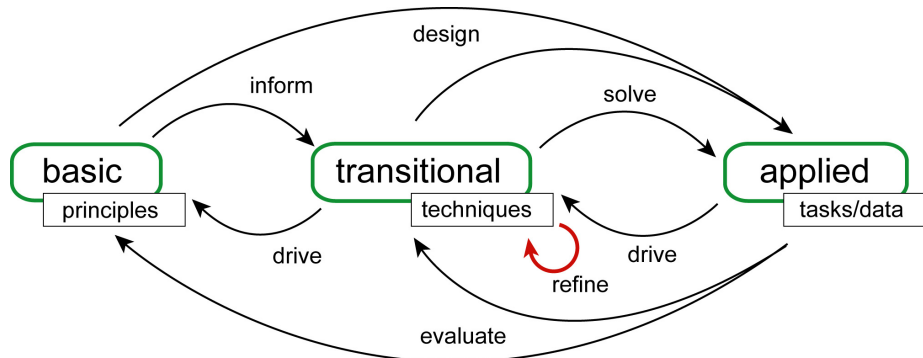 design
inform
solve
basic
transitional
applied
principles
techniques
tasks/data
drive
drive
refine
evaluate